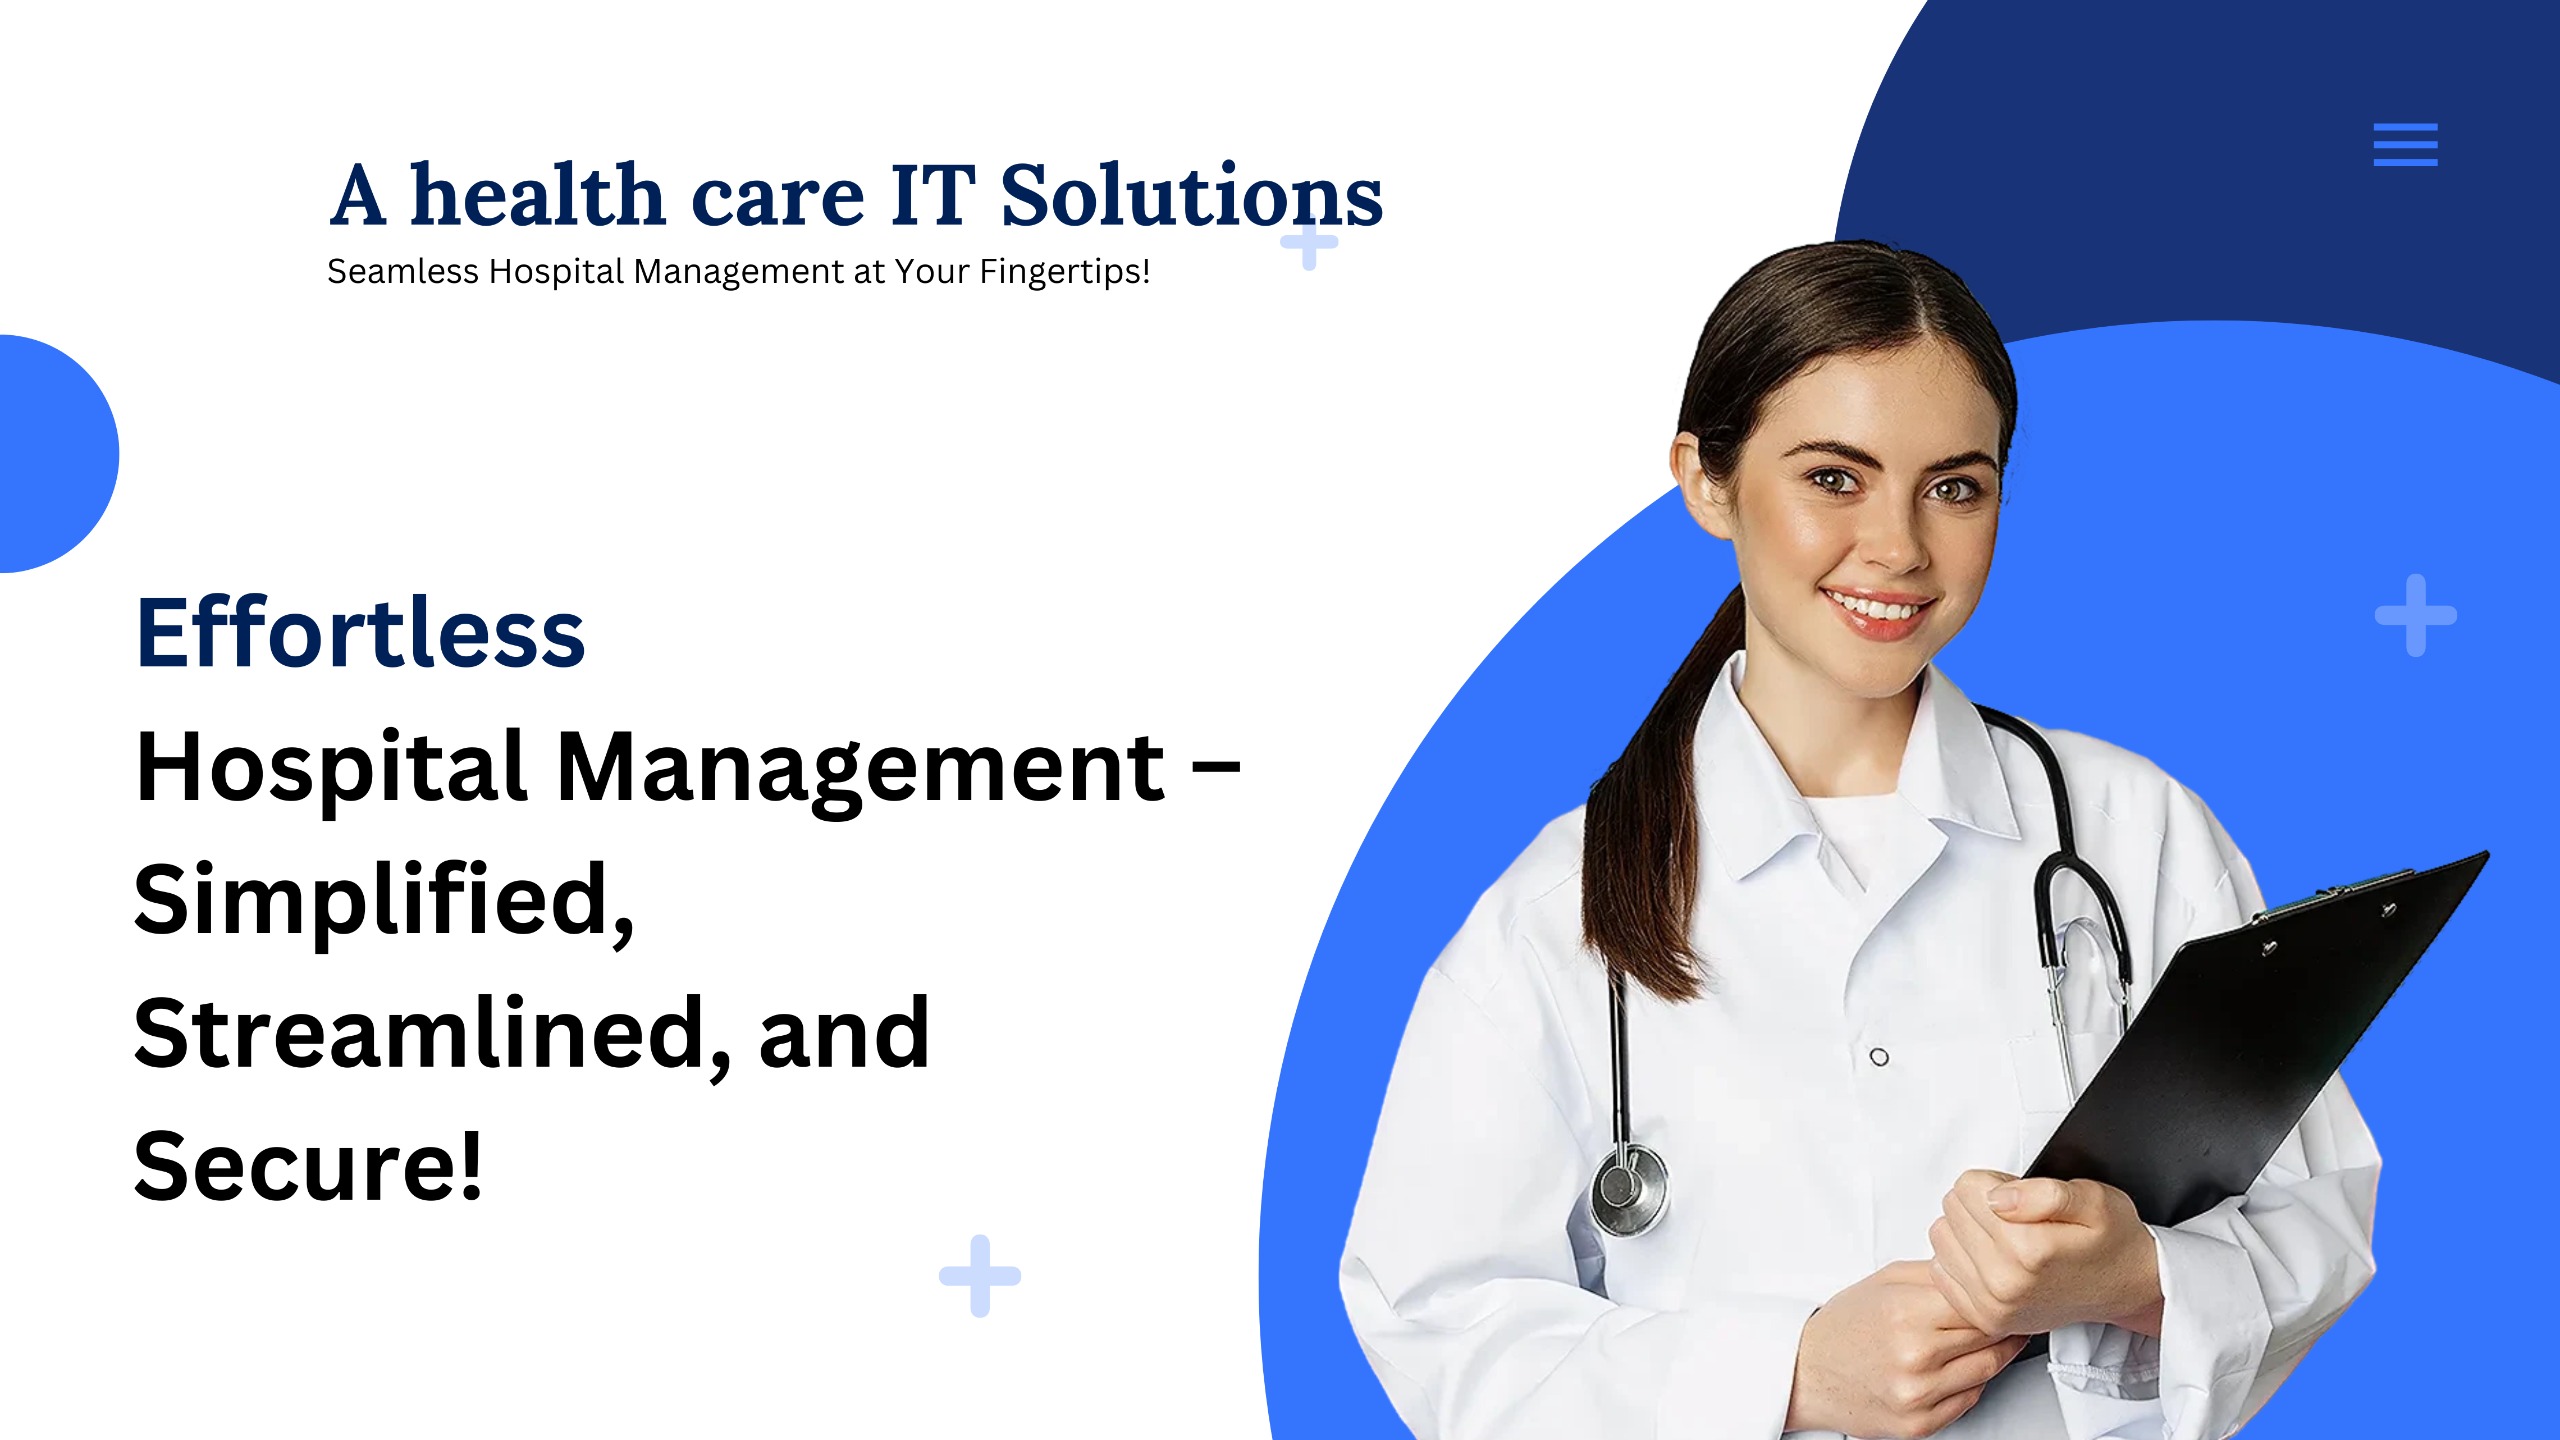 A health care IT Solutions
Seamless Hospital Management at Your Fingertips!
Effortless
Hospital Management –
Simplified,
Streamlined, and
Secure!